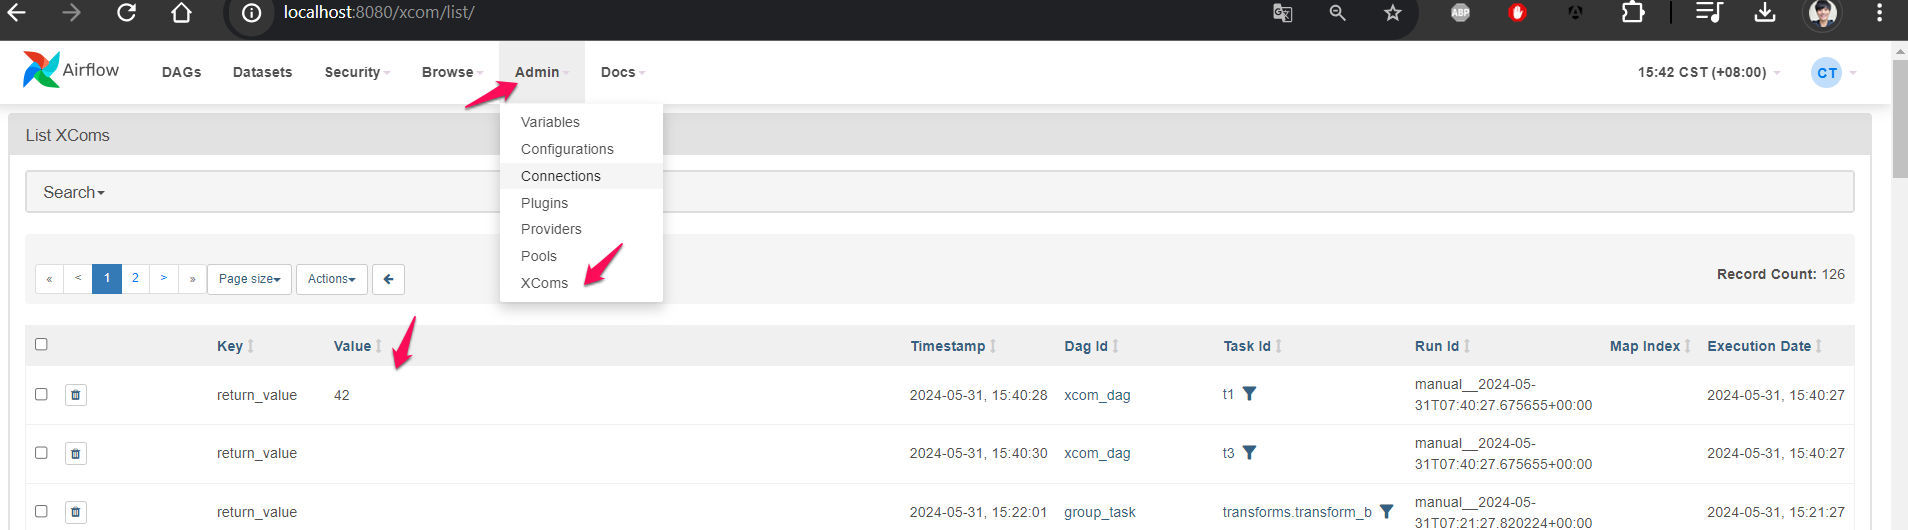 localhost:8080/xcom/list/
ABP
Airflow
DAGs Datasets Security Browse Admin Docs 15:42 CST (+08:00) CT
Variables
Configurations
Connections
Plugins
Providers
Pools
XComs
List XComs
Search
« < 1 2 > » Page size Actions Record Count: 126
Key Value Timestamp Dag Id Task Id Run Id Map Index Execution Date
return_value 42 2024-05-31, 15:40:28 xcom_dag t1 manual__2024-05-31T07:40:27.675655+00:00 2024-05-31, 15:40:27
return_value 2024-05-31, 15:40:30 xcom_dag t3 manual__2024-05-31T07:40:27.675655+00:00 2024-05-31, 15:40:27
return_value 2024-05-31, 15:22:01 group_task transforms.transform_b manual__2024-05-31T07:21:27.820224+00:00 2024-05-31, 15:21:27